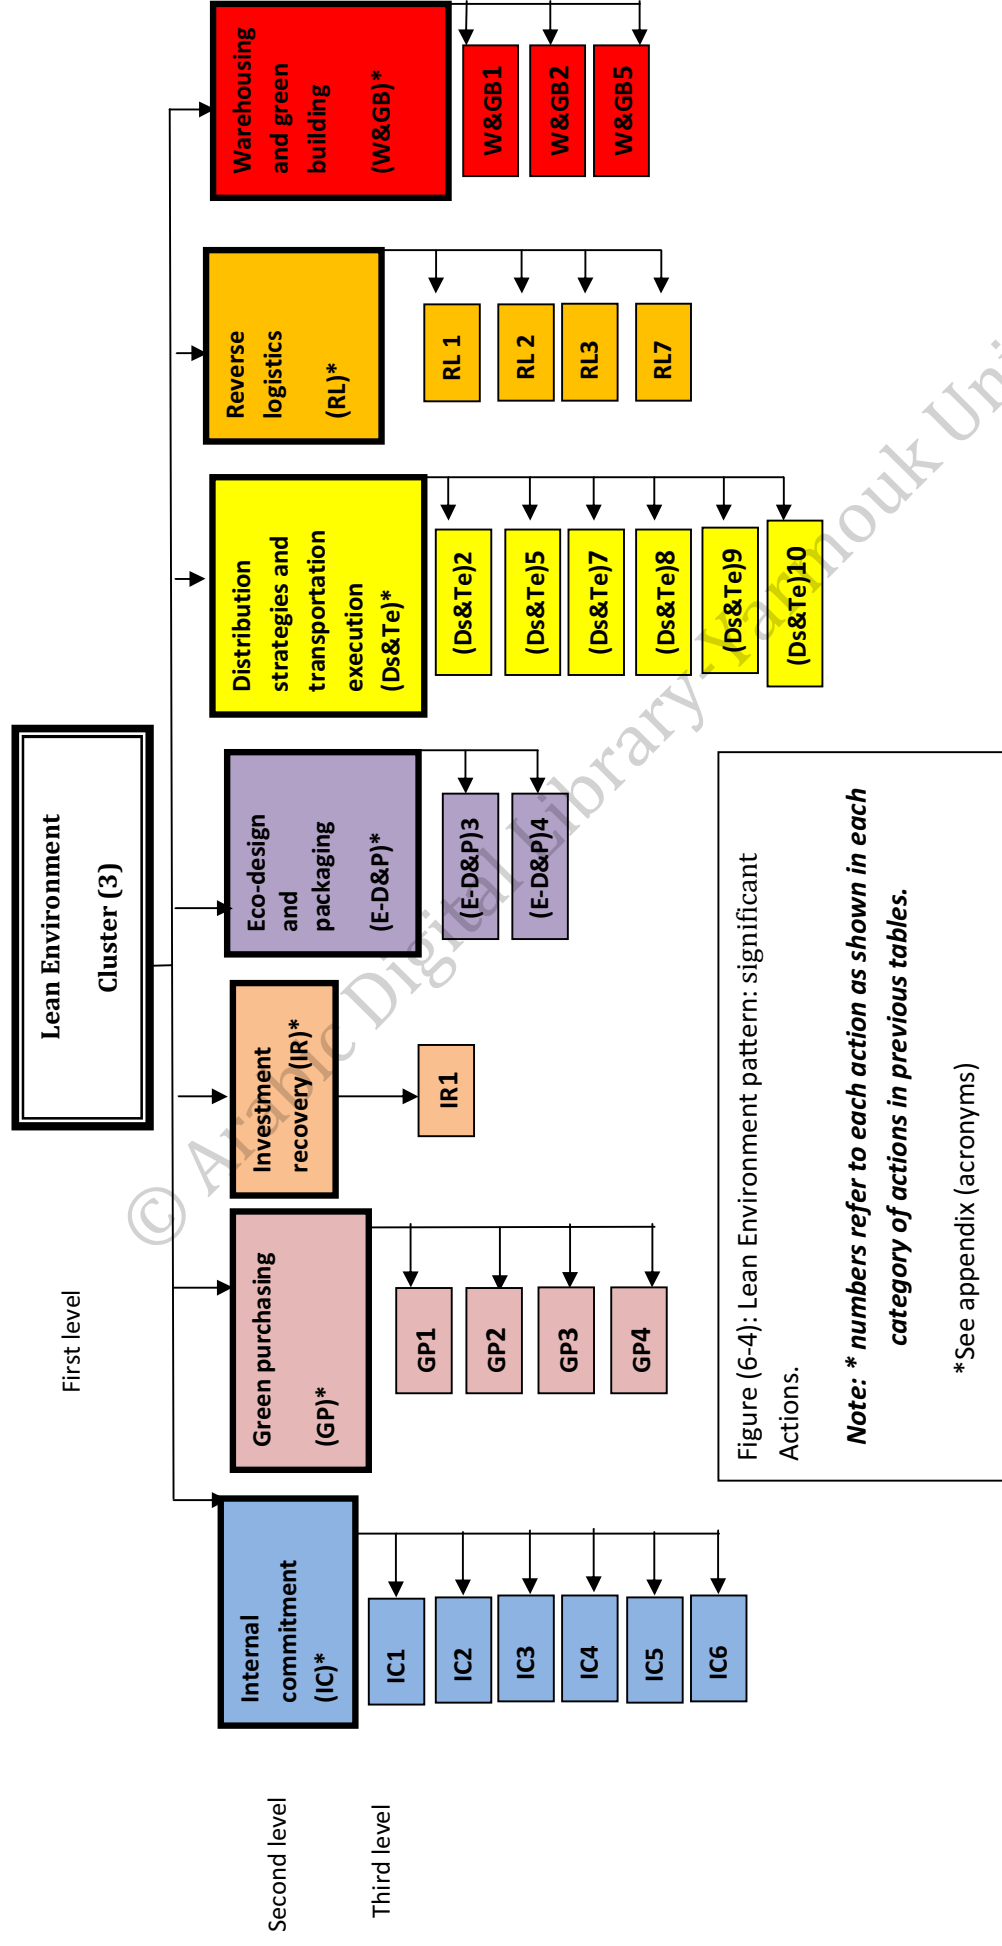 Lean Environment
Cluster (3)
First level
Second level
Third level
Internal
commitment
(IC)*
IC1
IC2
IC3
IC4
IC5
IC6
Green purchasing
(GP)*
GP1
GP2
GP3
GP4
Investment
recovery (IR)*
IR1
Eco-design
and
packaging
(E-D&P)*
(E-D&P)3
(E-D&P)4
Distribution
strategies and
transportation
execution
(Ds&Te)*
(Ds&Te)2
(Ds&Te)5
(Ds&Te)7
(Ds&Te)8
(Ds&Te)9
(Ds&Te)10
Reverse
logistics
(RL)*
RL 1
RL 2
RL3
RL7
Warehousing
and green
building
(W&GB)*
W&GB1
W&GB2
W&GB5
Figure (6-4): Lean Environment pattern: significant
Actions.
Note: * numbers refer to each action as shown in each
category of actions in previous tables.
*See appendix (acronyms)
© Arabic Digital Library-Yarmouk Uni